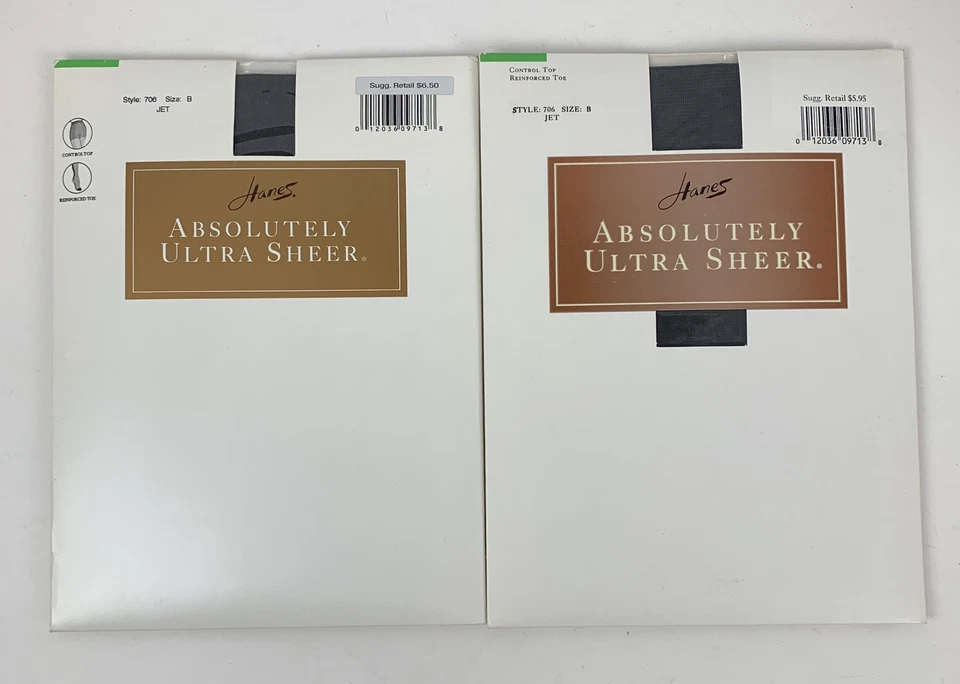 Style: 706 Size: B
JET
Sugg. Retail $6.50
0 12036 09713 8
CONTROL TOP
REINFORCED TOE
Hanes®
ABSOLUTELY
ULTRA SHEER®
CONTROL TOP
REINFORCED TOE
STYLE: 706 SIZE: B
JET
Sugg. Retail $5.95
0 12036 09713 8
Hanes
ABSOLUTELY
ULTRA SHEER®